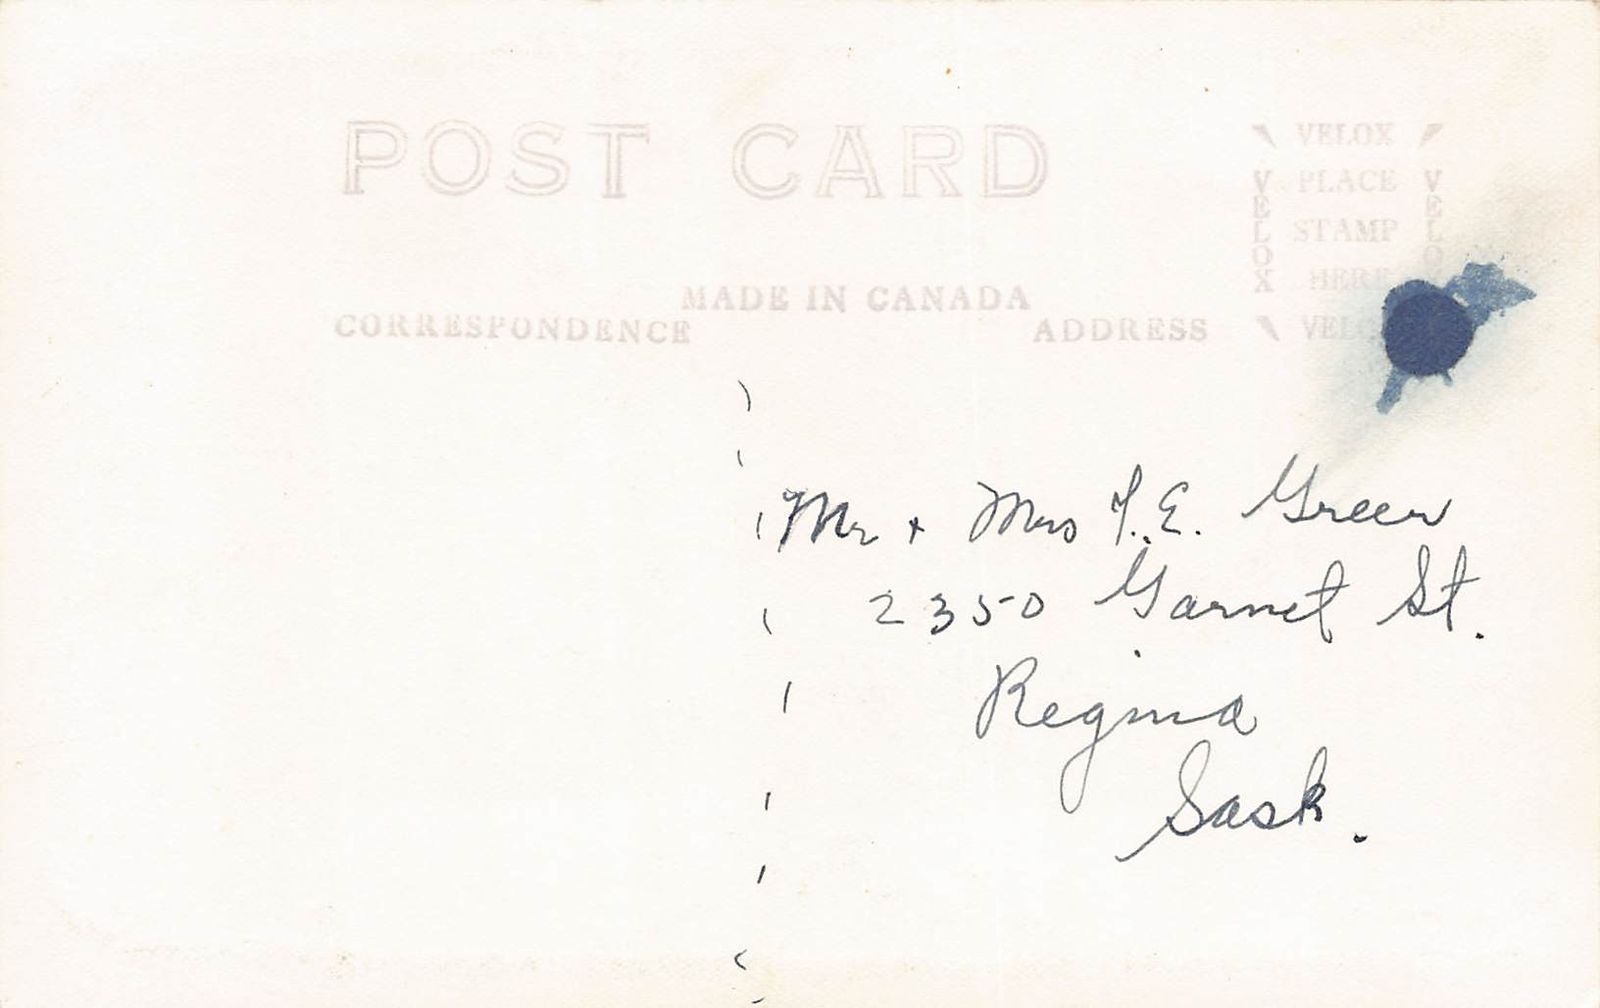 POST CARD
VELOX
PLACE
STAMP
HERE
VELOX
VELOX
MADE IN CANADA
CORRESPONDENCE
ADDRESS
Mr + Mrs T.E. Green
2350 Garnet St.
Regina
Sask.